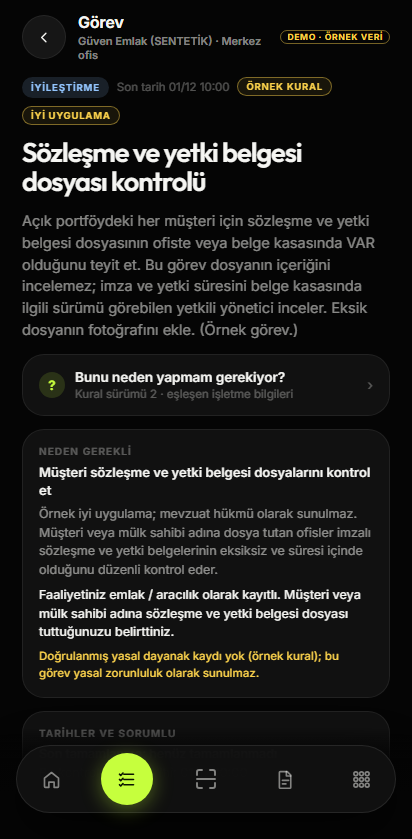 Görev
Güven Emlak (SENTETİK) · Merkez
ofis
DEMO · ÖRNEK VERİ
İYİLEŞTİRME
Son tarih 01/12 10:00
ÖRNEK KURAL
İYİ UYGULAMA
Sözleşme ve yetki belgesi
dosyası kontrolü
Açık portföydeki her müşteri için sözleşme ve yetki
belgesi dosyasının ofiste veya belge kasasında VAR
olduğunu teyit et. Bu görev dosyanın içeriğini
incelemez; imza ve yetki süresini belge kasasında
ilgili sürümü görebilen yetkili yönetici inceler. Eksik
dosyanın fotoğrafını ekle. (Örnek görev.)
?
Bunu neden yapmam gerekiyor?
Kural sürümü 2 · eşleşen işletme bilgileri
NEDEN GEREKLİ
Müşteri sözleşme ve yetki belgesi dosyalarını kontrol
et
Örnek iyi uygulama; mevzuat hükmü olarak sunulmaz.
Müşteri veya mülk sahibi adına dosya tutan ofisler imzalı
sözleşme ve yetki belgelerinin eksiksiz ve süresi içinde
olduğunu düzenli kontrol eder.
Faaliyetiniz emlak / aracılık olarak kayıtlı. Müşteri veya
mülk sahibi adına sözleşme ve yetki belgesi dosyası
tuttuğunuzu belirttiniz.
Doğrulanmış yasal dayanak kaydı yok (örnek kural); bu
görev yasal zorunluluk olarak sunulmaz.
TARİHLER VE SORUMLU